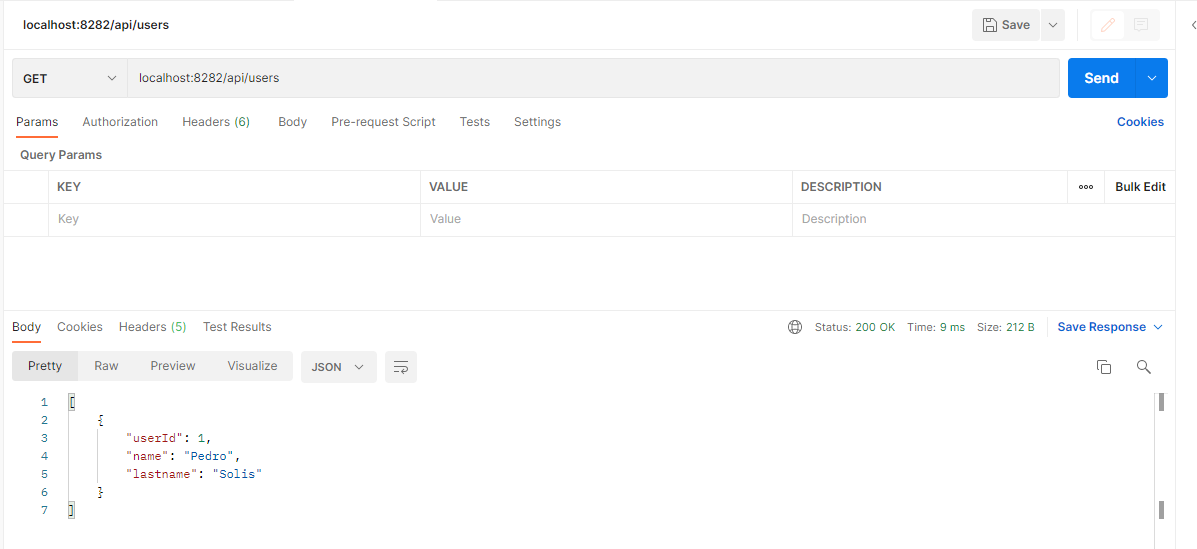 localhost:8282/api/users
Save
GET
localhost:8282/api/users
Send
Params Authorization Headers (6) Body Pre-request Script Tests Settings Cookies
Query Params
KEY VALUE DESCRIPTION ooo Bulk Edit
Key Value Description
Body Cookies Headers (5) Test Results Status: 200 OK Time: 9 ms Size: 212 B Save Response
Pretty Raw Preview Visualize JSON
1 [
2 {
3 "userId": 1,
4 "name": "Pedro",
5 "lastname": "Solis"
6 }
7 ]